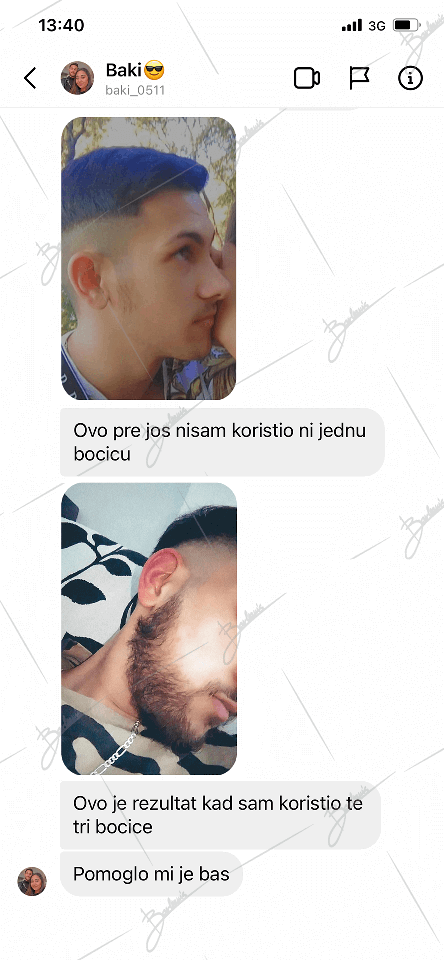 13:40
3G
Baki😎
baki_0511
Ovo pre jos nisam koristio ni jednu
bocicu
Ovo je rezultat kad sam koristio te
tri bocice
Pomoglo mi je bas